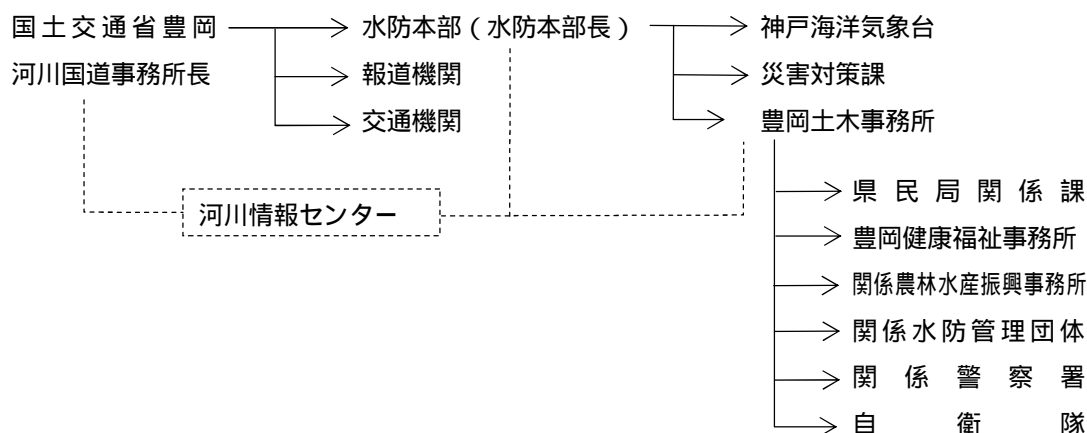 国土交通省豊岡
河川国道事務所長
水防本部（水防本部長）
報道機関
交通機関
神戸海洋気象台
災害対策課
豊岡土木事務所
河川情報センター
県民局関係課
豊岡健康福祉事務所
関係農林水産振興事務所
関係水防管理団体
関係警察署
自衛隊